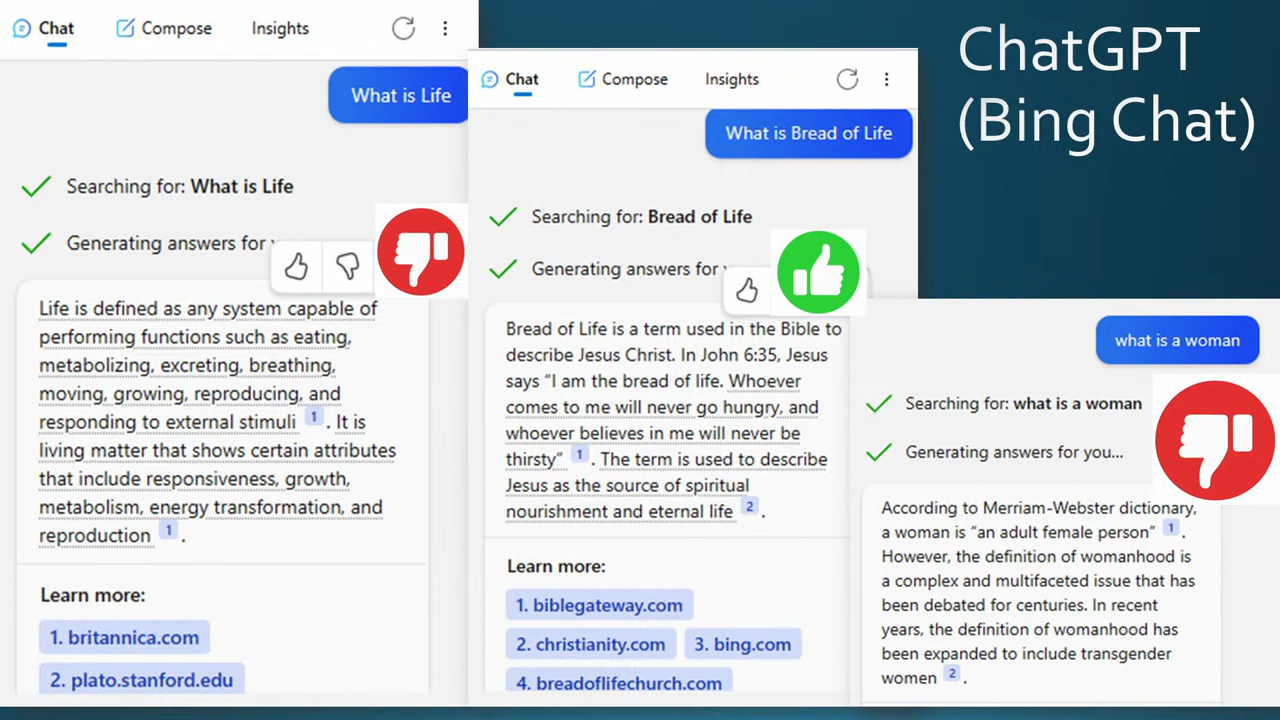 ChatGPT
(Bing Chat)
Chat Compose Insights
What is Life
Searching for: What is Life
Generating answers for
Life is defined as any system capable of
performing functions such as eating,
metabolizing, excreting, breathing,
moving, growing, reproducing, and
responding to external stimuli 1 . It is
living matter that shows certain attributes
that include responsiveness, growth,
metabolism, energy transformation, and
reproduction 1 .
Learn more:
1. britannica.com
2. plato.stanford.edu
Chat Compose Insights
What is Bread of Life
Searching for: Bread of Life
Generating answers for
Bread of Life is a term used in the Bible to
describe Jesus Christ. In John 6:35, Jesus
says “I am the bread of life. Whoever
comes to me will never go hungry, and
whoever believes in me will never be
thirsty” 1 . The term is used to describe
Jesus as the source of spiritual
nourishment and eternal life 2 .
Learn more:
1. biblegateway.com
2. christianity.com 3. bing.com
4. breadoflifechurch.com
what is a woman
Searching for: what is a woman
Generating answers for you...
According to Merriam-Webster dictionary,
a woman is “an adult female person” 1 .
However, the definition of womanhood is
a complex and multifaceted issue that has
been debated for centuries. In recent
years, the definition of womanhood has
been expanded to include transgender
women 2 .